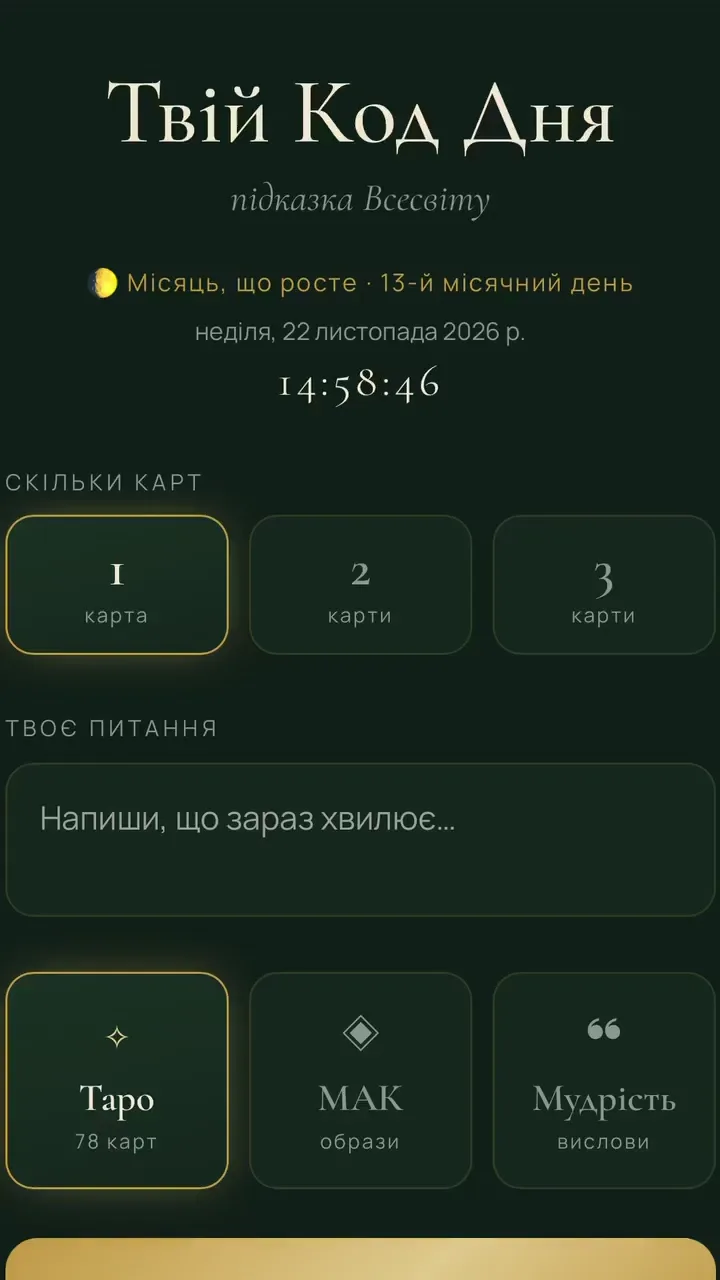 Твій Код Дня
підказка Всесвіту
Місяць, що росте · 13-й місячний день
неділя, 22 листопада 2026 р.
14:58:46
СКІЛЬКИ КАРТ
1 2 3
карта карти карти
ТВОЄ ПИТАННЯ
Напиши, що зараз хвилює...
❝
Таро МАК Мудрість
78 карт образи вислови